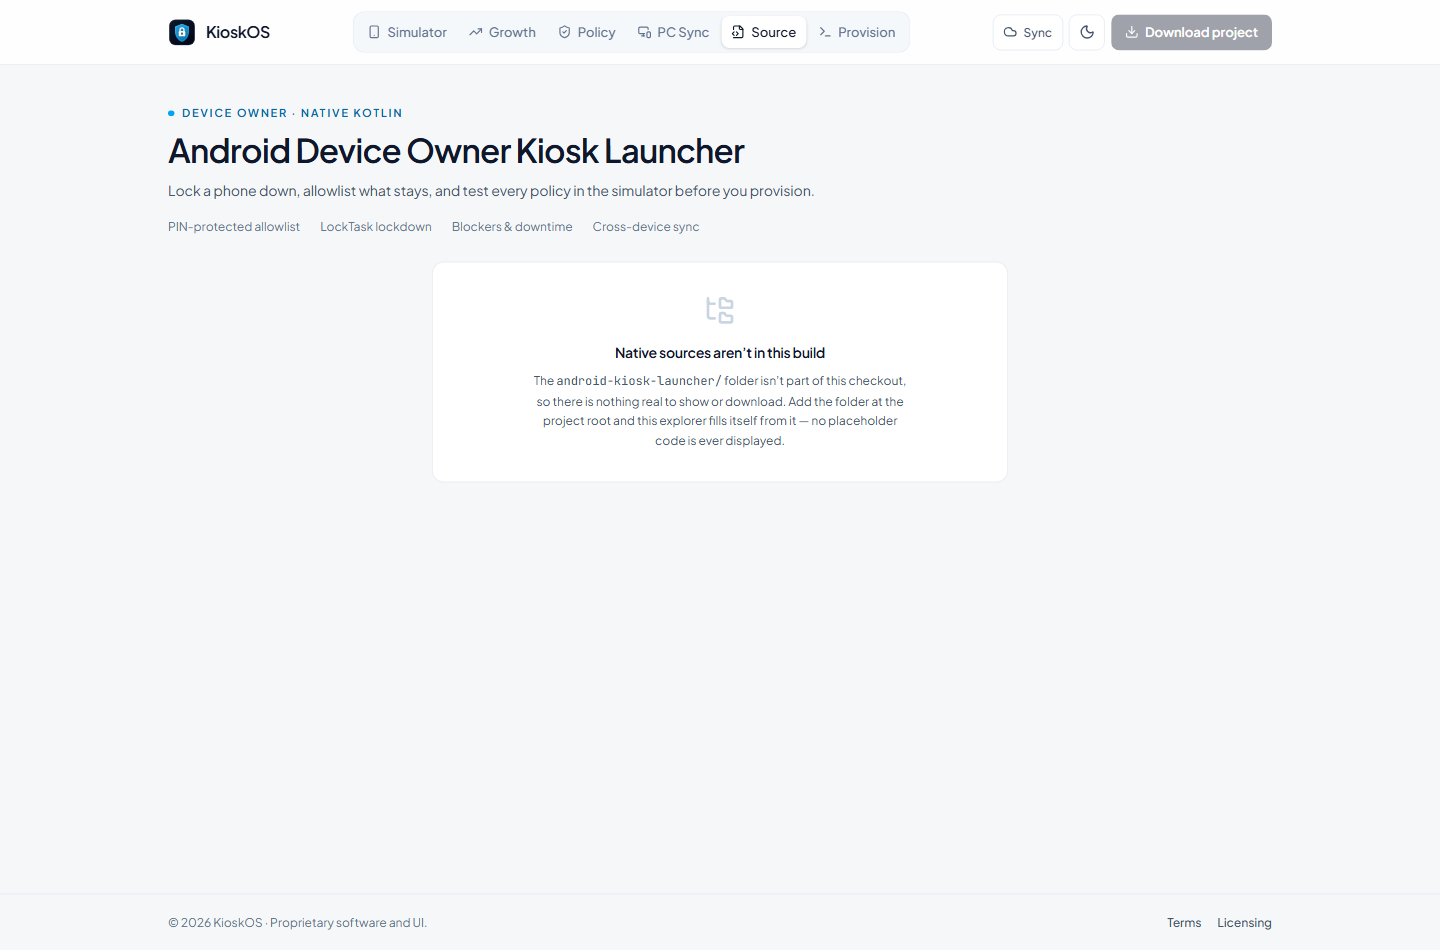 KioskOS
Simulator
Growth
Policy
PC Sync
Source
Provision
Sync
Download project
DEVICE OWNER · NATIVE KOTLIN
Android Device Owner Kiosk Launcher
Lock a phone down, allowlist what stays, and test every policy in the simulator before you provision.
PIN-protected allowlist
LockTask lockdown
Blockers & downtime
Cross-device sync
Native sources aren’t in this build
The android-kiosk-launcher/ folder isn’t part of this checkout,
so there is nothing real to show or download. Add the folder at the
project root and this explorer fills itself from it — no placeholder
code is ever displayed.
© 2026 KioskOS · Proprietary software and UI.
Terms
Licensing